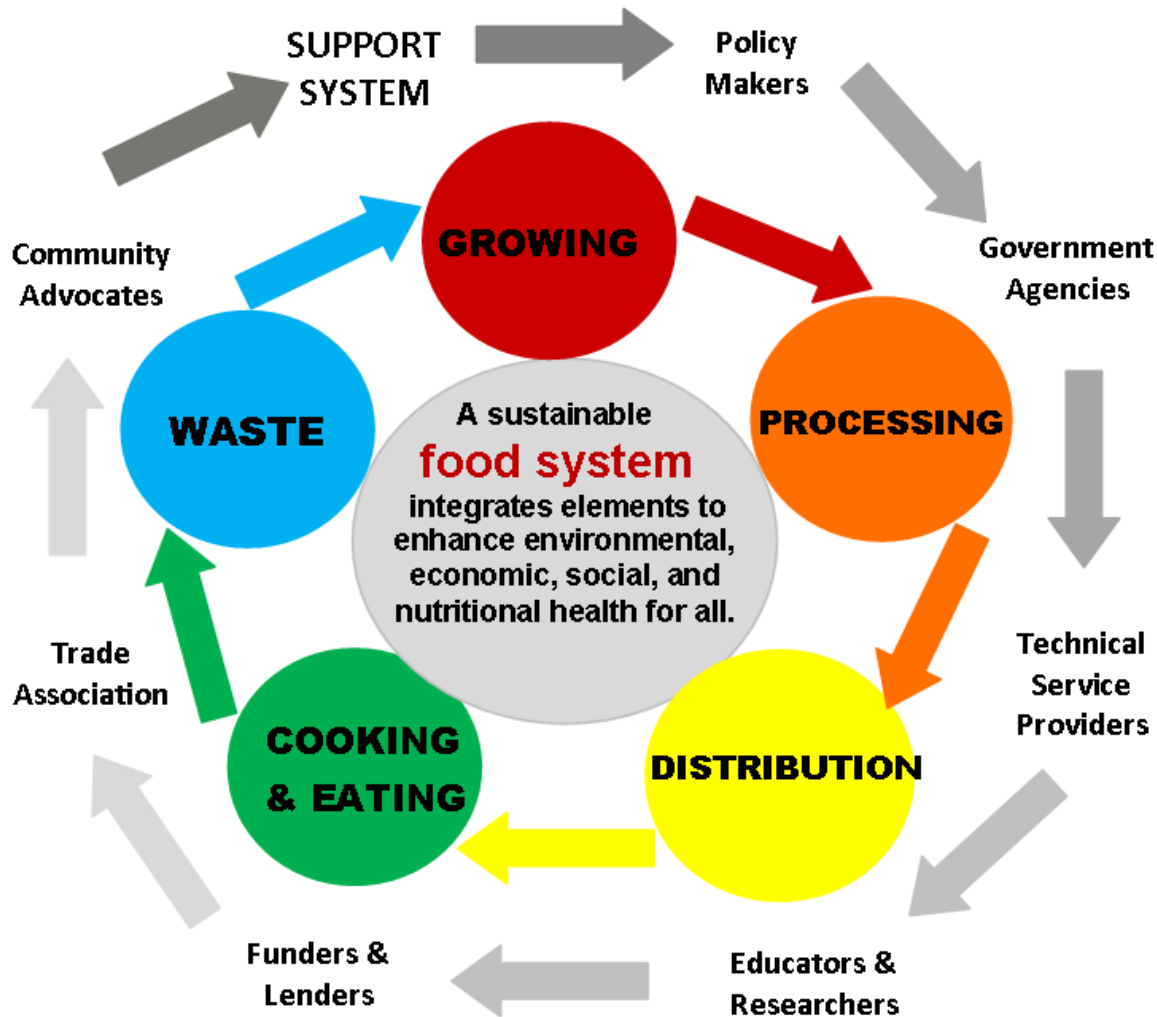 SUPPORT
SYSTEM
Policy
Makers
Government
Agencies
Technical
Service
Providers
Educators &
Researchers
Funders &
Lenders
Trade
Association
Community
Advocates
GROWING
PROCESSING
DISTRIBUTION
COOKING
& EATING
WASTE
A sustainable
food system
integrates elements to
enhance environmental,
economic, social, and
nutritional health for all.